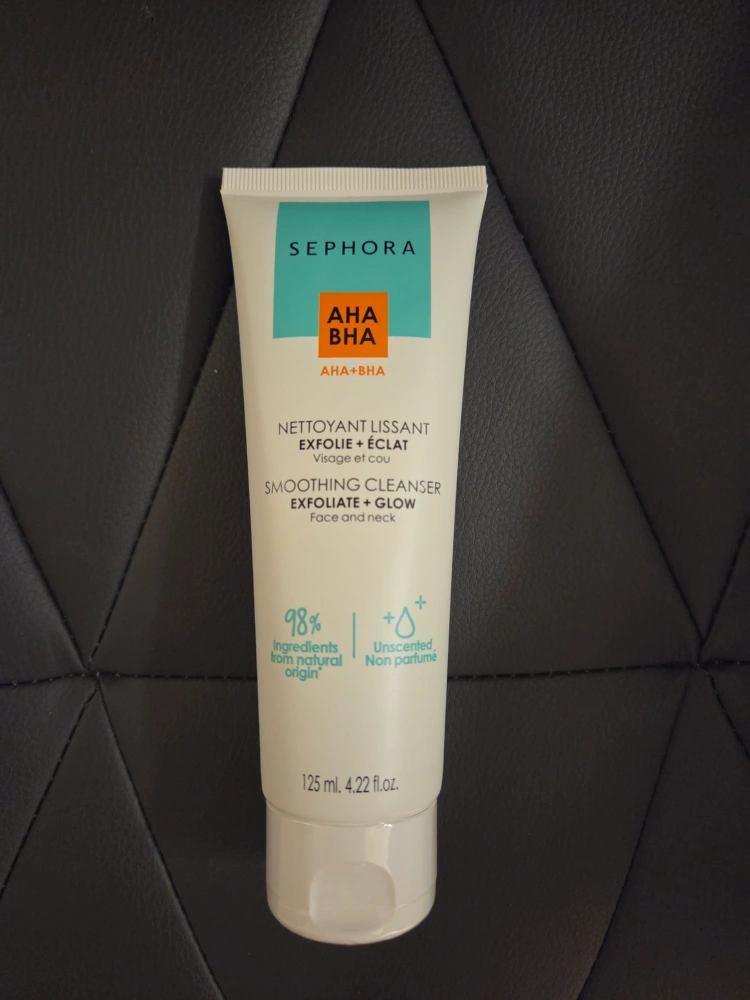 SEPHORA
AHA
BHA
AHA+BHA
NETTOYANT LISSANT
EXFOLIE + ÉCLAT
Visage et cou
SMOOTHING CLEANSER
EXFOLIATE + GLOW
Face and neck
98%
Ingredients
from natural
origin*
Unscented
Non parfumé
125 ml. 4.22 fl.oz.